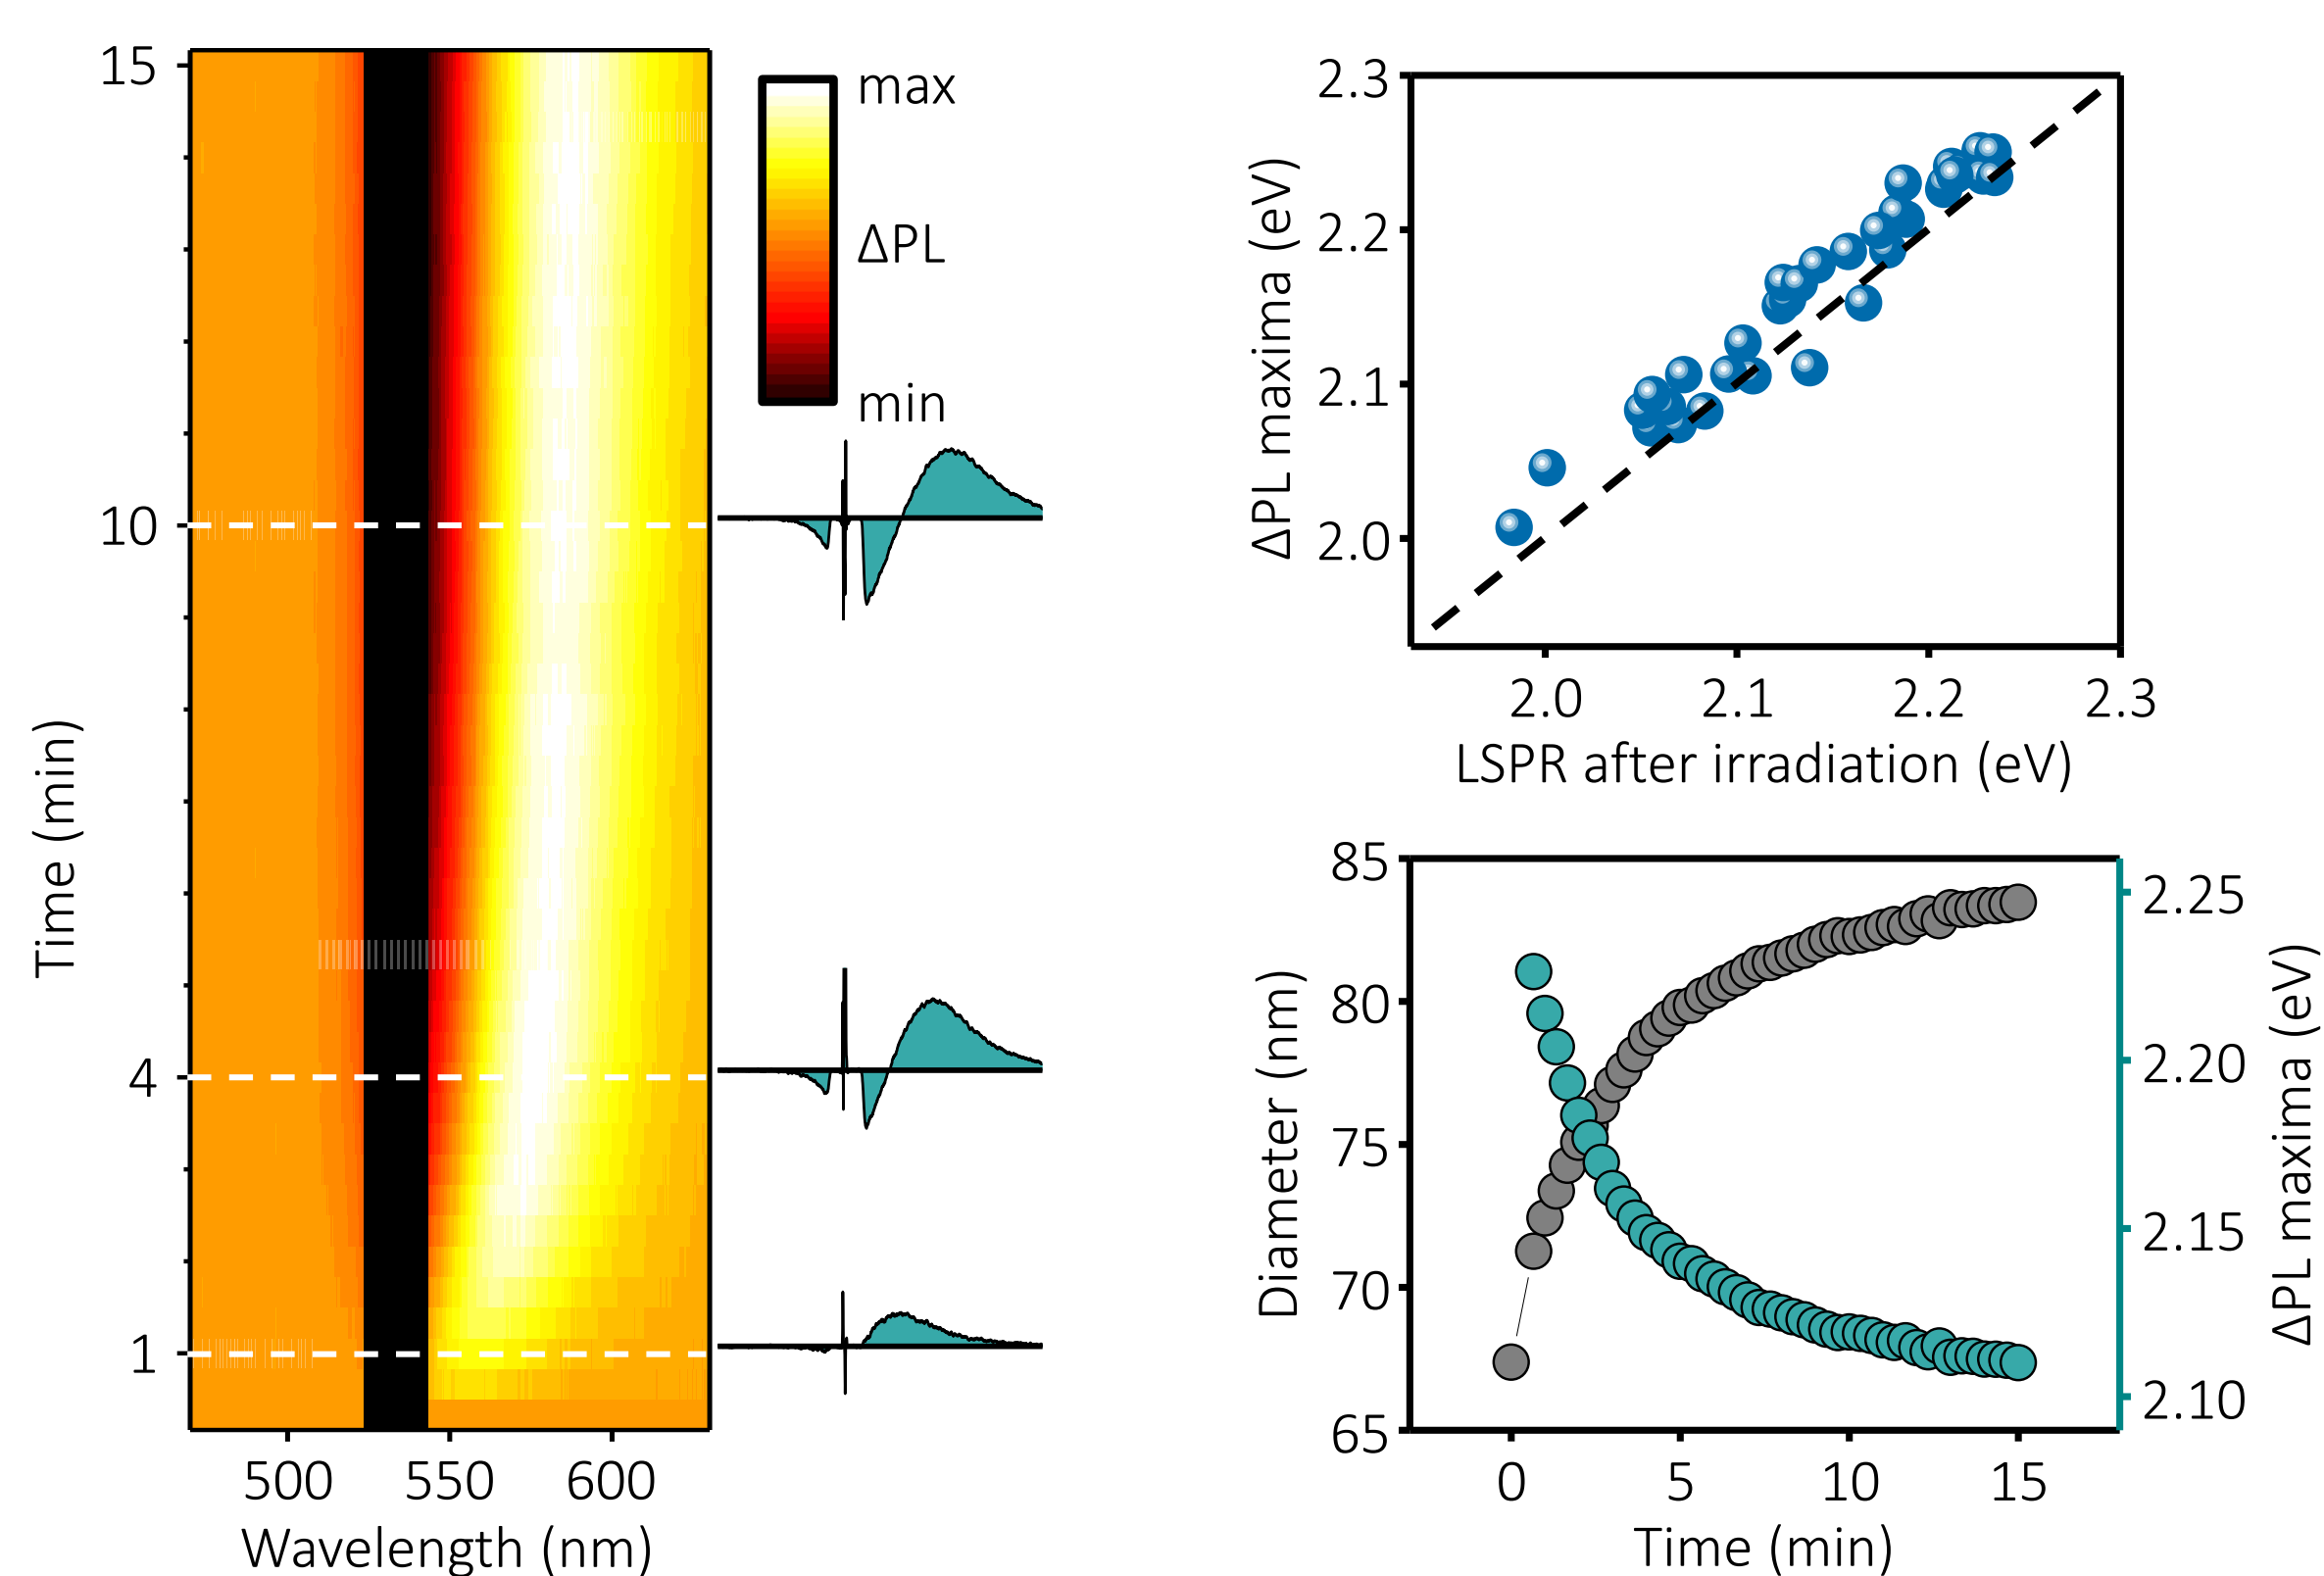 15
10
4
1
Time (min)
500 550 600
Wavelength (nm)
max
ΔPL
min
2.3
2.2
2.1
2.0
ΔPL maxima (eV)
2.0 2.1 2.2 2.3
LSPR after irradiation (eV)
85
80
75
70
65
Diameter (nm)
2.25
2.20
2.15
2.10
ΔPL maxima (eV)
0 5 10 15
Time (min)